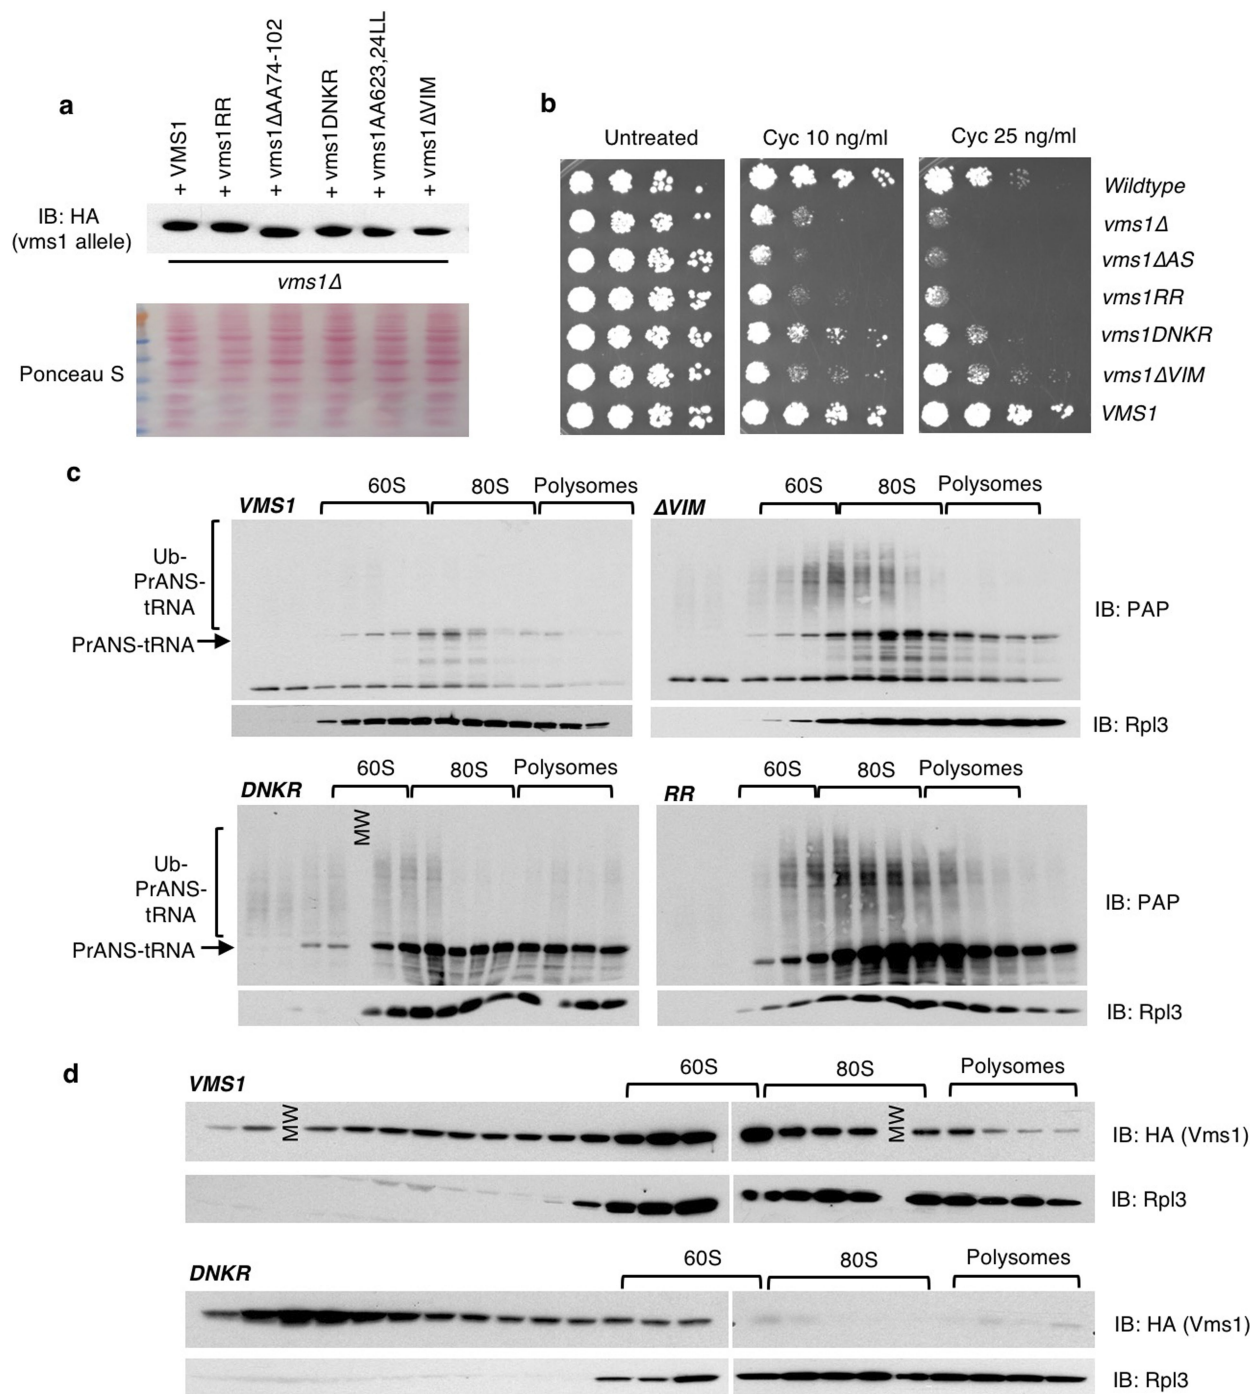 a
+ VMS1
+ vms1RR
+ vms1ΔAA74-102
+ vms1DNKR
+ vms1AA623,24LL
+ vms1ΔVIM
IB: HA
(vms1 allele)
vms1Δ
Ponceau S
b
Untreated
Cyc 10 ng/ml
Cyc 25 ng/ml
Wildtype
vms1Δ
vms1ΔAS
vms1RR
vms1DNKR
vms1ΔVIM
VMS1
c
VMS1
60S
80S
Polysomes
ΔVIM
60S
80S
Polysomes
Ub-
PrANS-
tRNA
PrANS-tRNA
IB: PAP
IB: Rpl3
DNKR
60S
80S
Polysomes
MW
RR
60S
80S
Polysomes
Ub-
PrANS-
tRNA
PrANS-tRNA
IB: PAP
IB: Rpl3
d
VMS1
60S
80S
Polysomes
MW
MW
IB: HA (Vms1)
IB: Rpl3
DNKR
60S
80S
Polysomes
IB: HA (Vms1)
IB: Rpl3